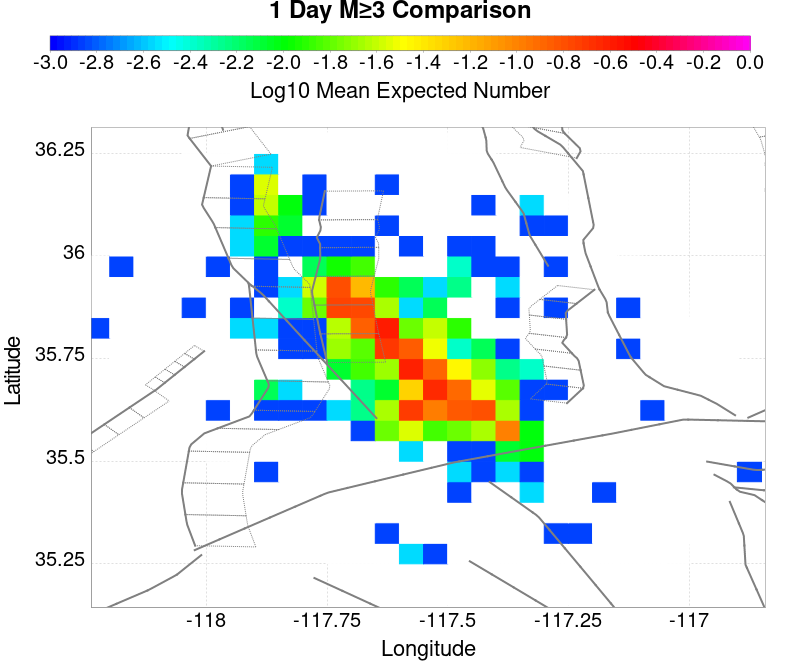 1 Day M≥3 Comparison
-3.0 -2.8 -2.6 -2.4 -2.2 -2.0 -1.8 -1.6 -1.4 -1.2 -1.0 -0.8 -0.6 -0.4 -0.2 0.0
Log10 Mean Expected Number
36.25
36
35.75
35.5
35.25
Latitude
-118 -117.75 -117.5 -117.25 -117
Longitude